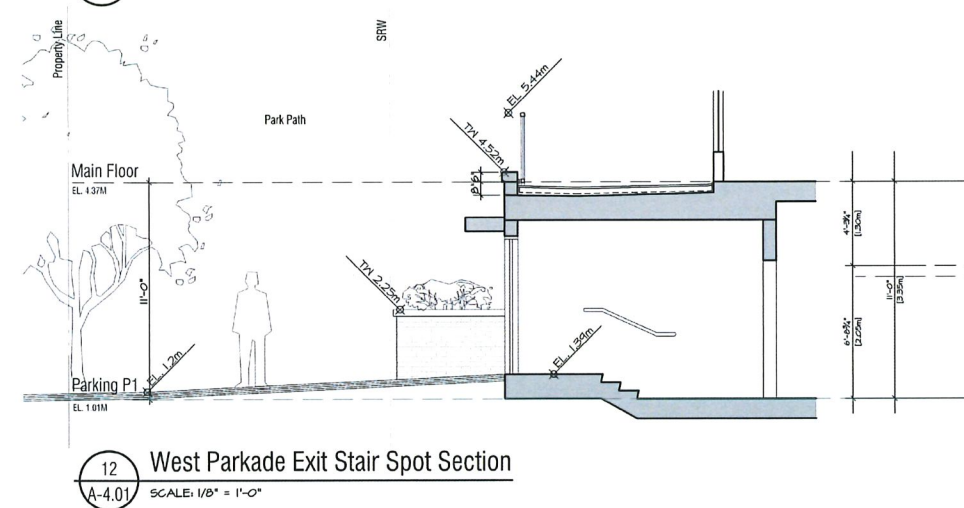 Property Line
SRW
EL 5.44m
Park Path
TW 4.52m
Main Floor
EL. 4.37M
TW 2.25m
11'-0"
4'-3¼"
[1.30m]
11'-0"
[3.35m]
6'-8¾"
[2.05m]
EL. 1.39m
EL. 1.2m
Parking P1
EL. 1.01M
12
A-4.01
West Parkade Exit Stair Spot Section
SCALE: 1/8" = 1'-0"